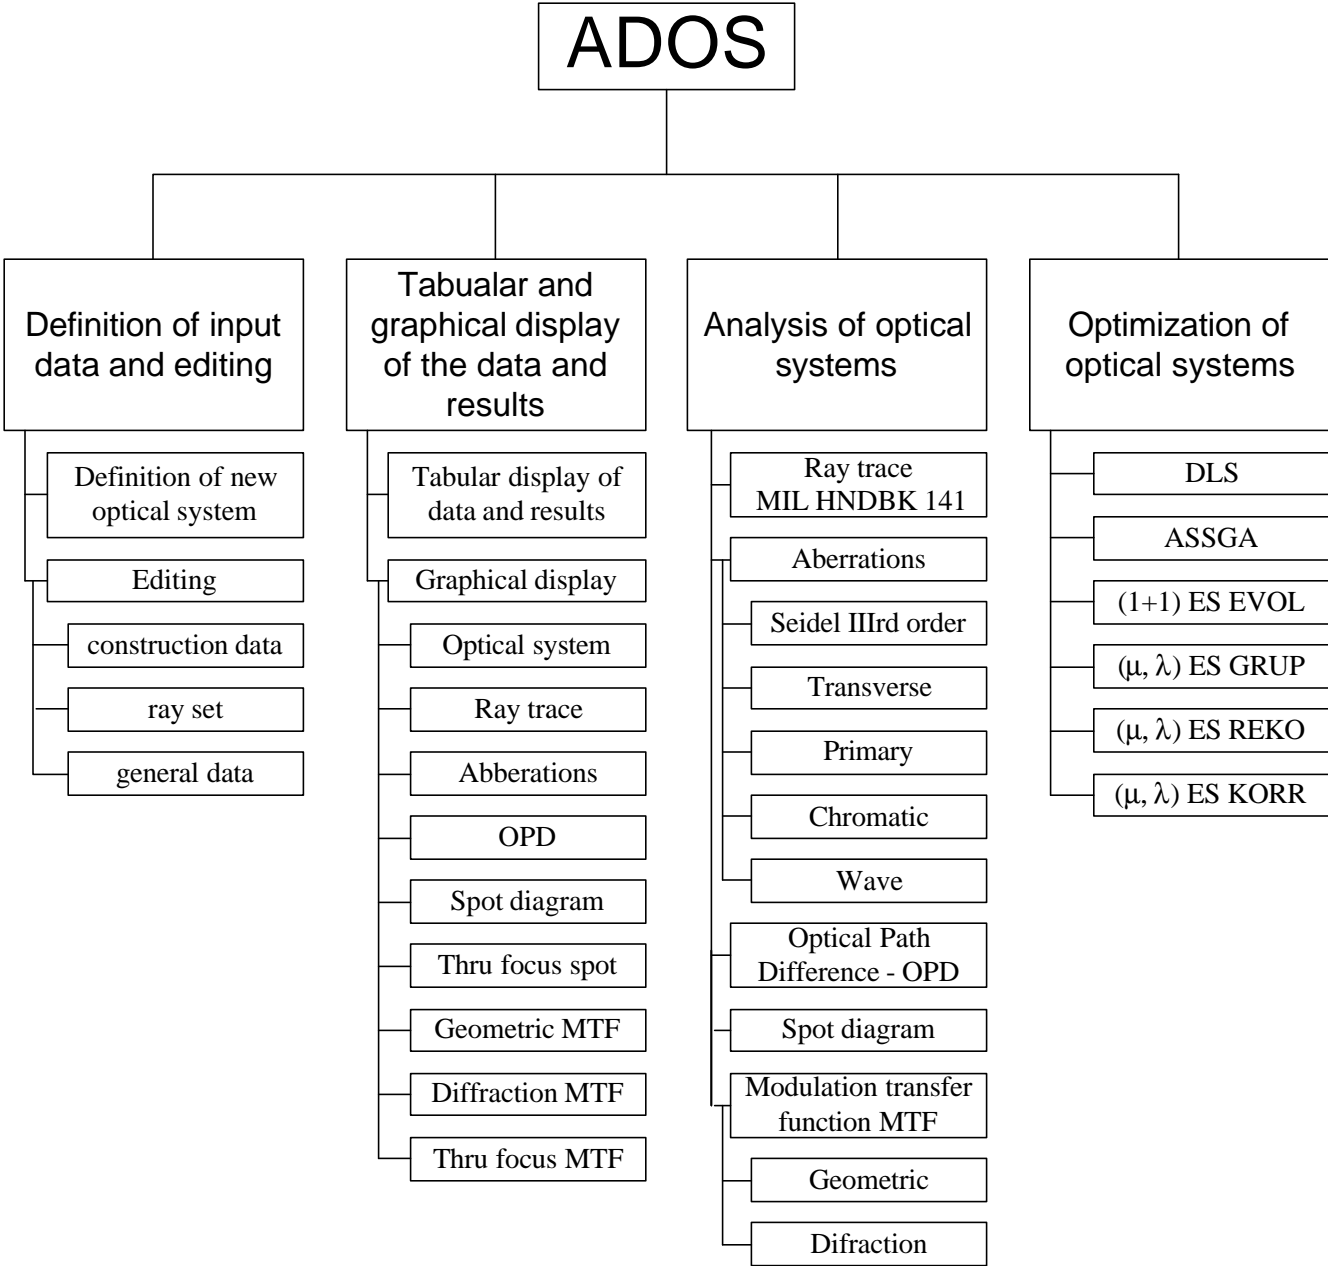 ADOS
Definition of input
data and editing
Definition of new
optical system
Editing
construction data
ray set
general data
Tabualar and
graphical display
of the data and
results
Tabular display of
data and results
Graphical display
Optical system
Ray trace
Abberations
OPD
Spot diagram
Thru focus spot
Geometric MTF
Diffraction MTF
Thru focus MTF
Analysis of optical
systems
Ray trace
MIL HNDBK 141
Aberrations
Seidel IIIrd order
Transverse
Primary
Chromatic
Wave
Optical Path
Difference - OPD
Spot diagram
Modulation transfer
function MTF
Geometric
Difraction
Optimization of
optical systems
DLS
ASSGA
(1+1) ES EVOL
(μ, λ) ES GRUP
(μ, λ) ES REKO
(μ, λ) ES KORR